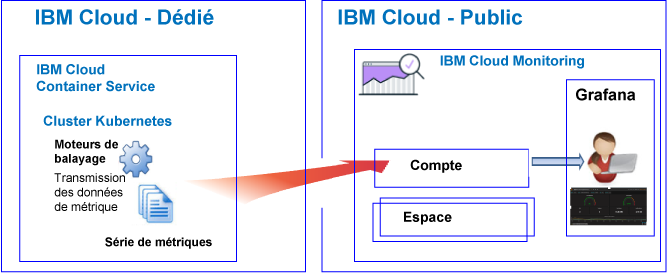 IBM Cloud - Dédié
IBM Cloud
Container Service
Cluster Kubernetes
Moteurs de
balayage
Transmission
des données
de métrique
Série de métriques
IBM Cloud - Public
IBM Cloud Monitoring
Grafana
Compte
Espace